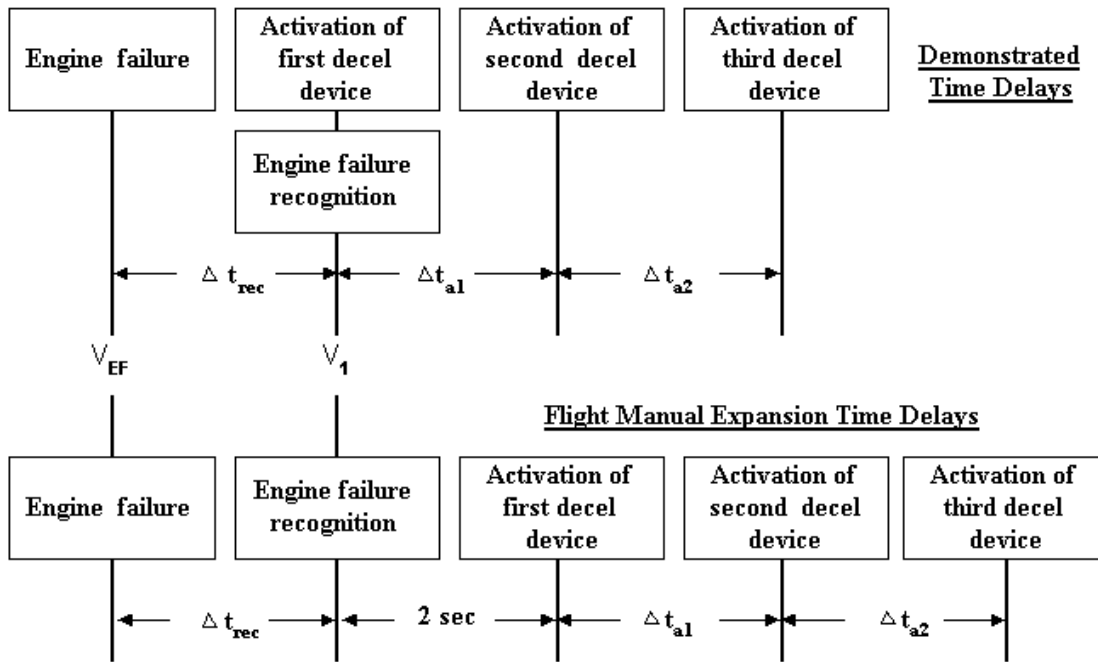 Engine failure
Activation of
first decel
device
Activation of
second decel
device
Activation of
third decel
device
Demonstrated
Time Delays
Engine failure
recognition
Δ t_rec
Δt_a1
Δ t_a2
V_EF
V_1
Flight Manual Expansion Time Delays
Engine failure
Engine failure
recognition
Activation of
first decel
device
Activation of
second decel
device
Activation of
third decel
device
Δ t_rec
2 sec
Δ t_a1
Δ t_a2